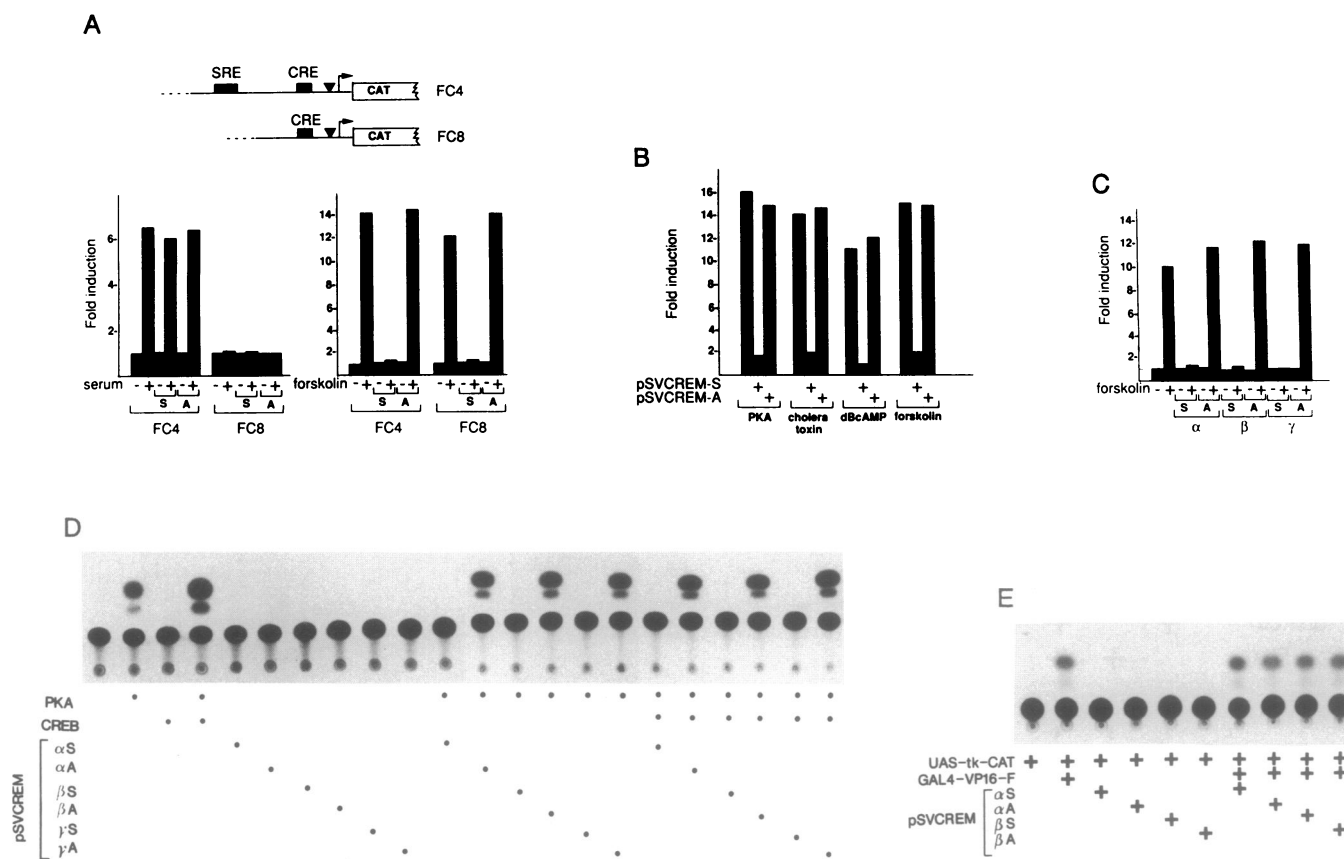 A
SRE CRE
CAT FC4
CRE
CAT FC8
Fold induction
6
4
2
serum - + - + - + - + - + - +
S A S A
FC4 FC8
14
12
10
8
6
4
2
forskolin - + - + - + - + - + - +
S A S A
FC4 FC8
B
Fold induction
16
14
12
10
8
6
4
2
pSVCREM-S + + + +
pSVCREM-A + + + +
PKA cholera toxin dBcAMP forskolin
C
Fold induction
14
12
10
8
6
4
2
forskolin - + - + - + - + - + - + - +
S A S A S A
α β γ
D
PKA
CREB
pSVCREM
αS
αA
βS
βA
γS
γA
E
UAS-tk-CAT + + + + + + + + + +
GAL4-VP16-F + + + + +
pSVCREM
αS + +
αA + +
βS + +
βA + +